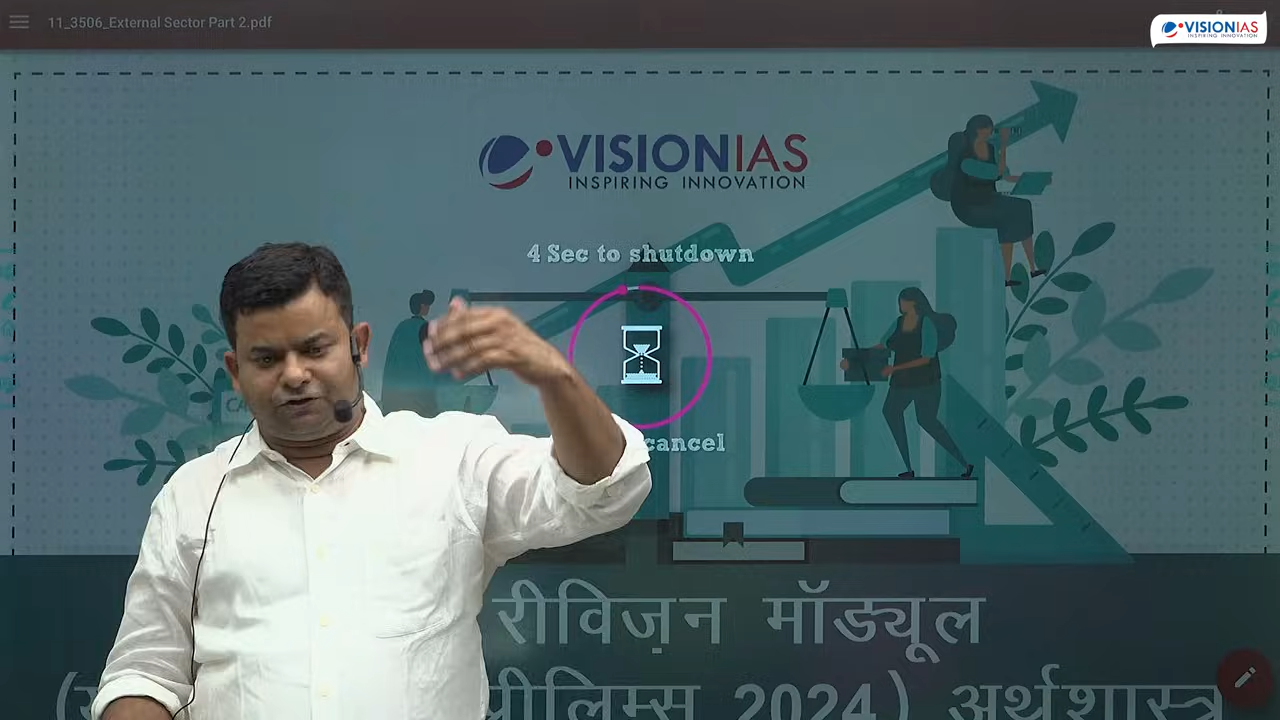 11_3506_External Sector Part 2.pdf
VISIONIAS
INSPIRING INNOVATION
VISIONIAS
INSPIRING INNOVATION
4 Sec to shutdown
cancel
रीविज़न मॉड्यूल
प्रीलिम्स 2024) अर्थशास्त्र